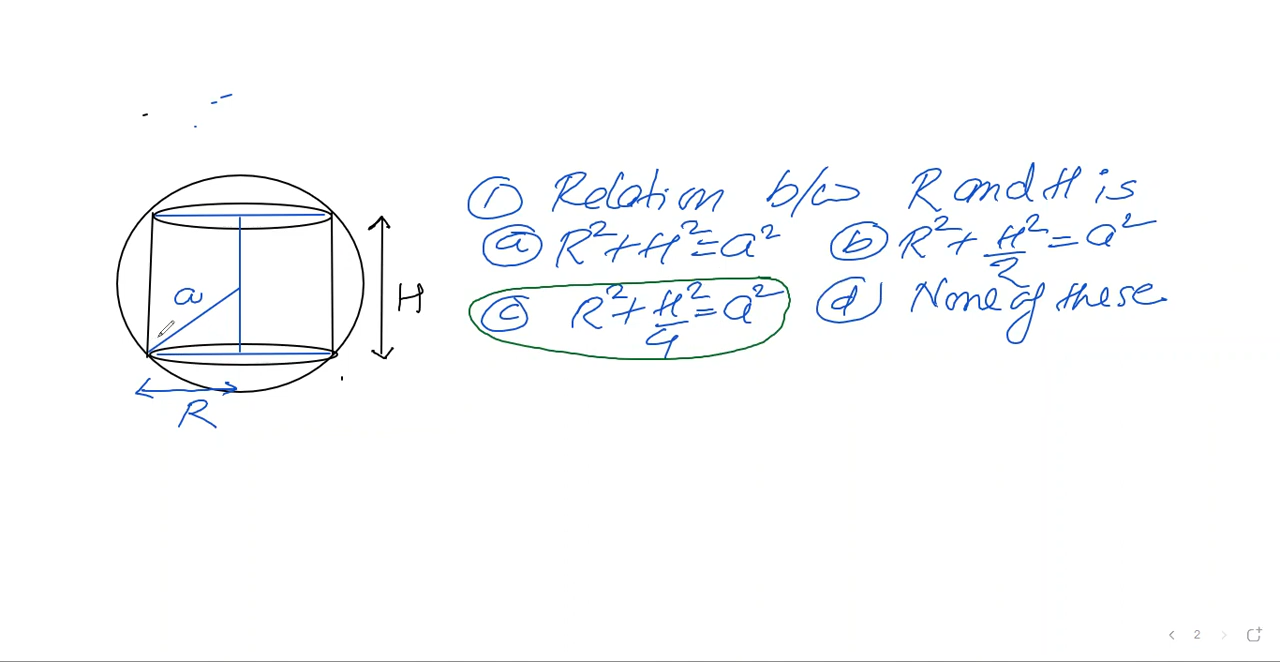 ① Relation b/w R and H is
ⓐ R²+H²=a² ⓑ R²+H²/2=a²
ⓒ R²+H²/4=a² ⓓ None of these
a
H
R
2